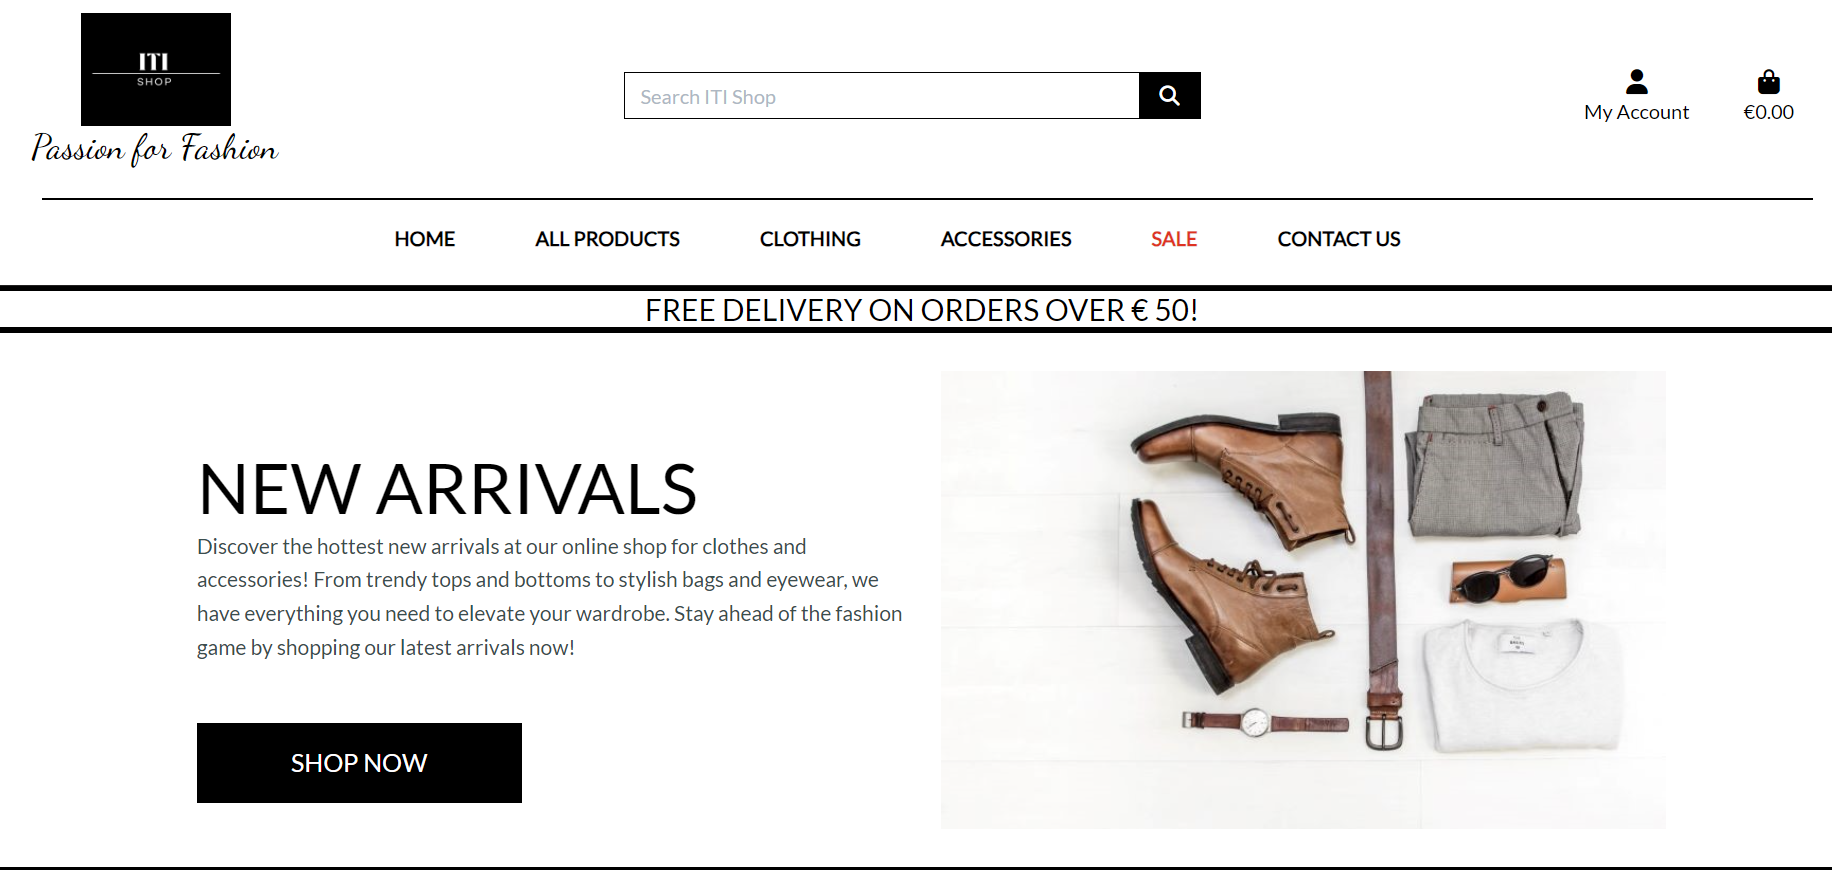 ITI
SHOP
Passion for Fashion
Search ITI Shop
My Account
€0.00
HOME
ALL PRODUCTS
CLOTHING
ACCESSORIES
SALE
CONTACT US
FREE DELIVERY ON ORDERS OVER € 50!
NEW ARRIVALS
Discover the hottest new arrivals at our online shop for clothes and
accessories! From trendy tops and bottoms to stylish bags and eyewear, we
have everything you need to elevate your wardrobe. Stay ahead of the fashion
game by shopping our latest arrivals now!
SHOP NOW